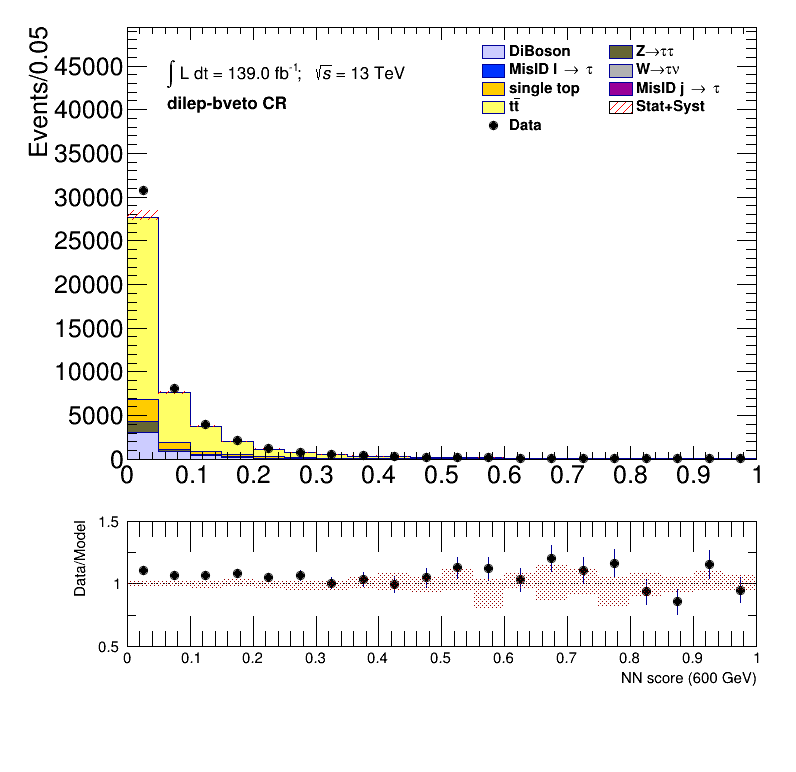 Events/0.05
45000
40000
35000
30000
25000
20000
15000
10000
5000
0
∫ L dt = 139.0 fb⁻¹; √s = 13 TeV
dilep-bveto CR
DiBoson
MisID l → τ
single top
tt̄
Data
Z→ττ
W→τν
MisID j → τ
Stat+Syst
0 0.1 0.2 0.3 0.4 0.5 0.6 0.7 0.8 0.9 1
Data/Model
1.5
1
0.5
0 0.1 0.2 0.3 0.4 0.5 0.6 0.7 0.8 0.9 1
NN score (600 GeV)